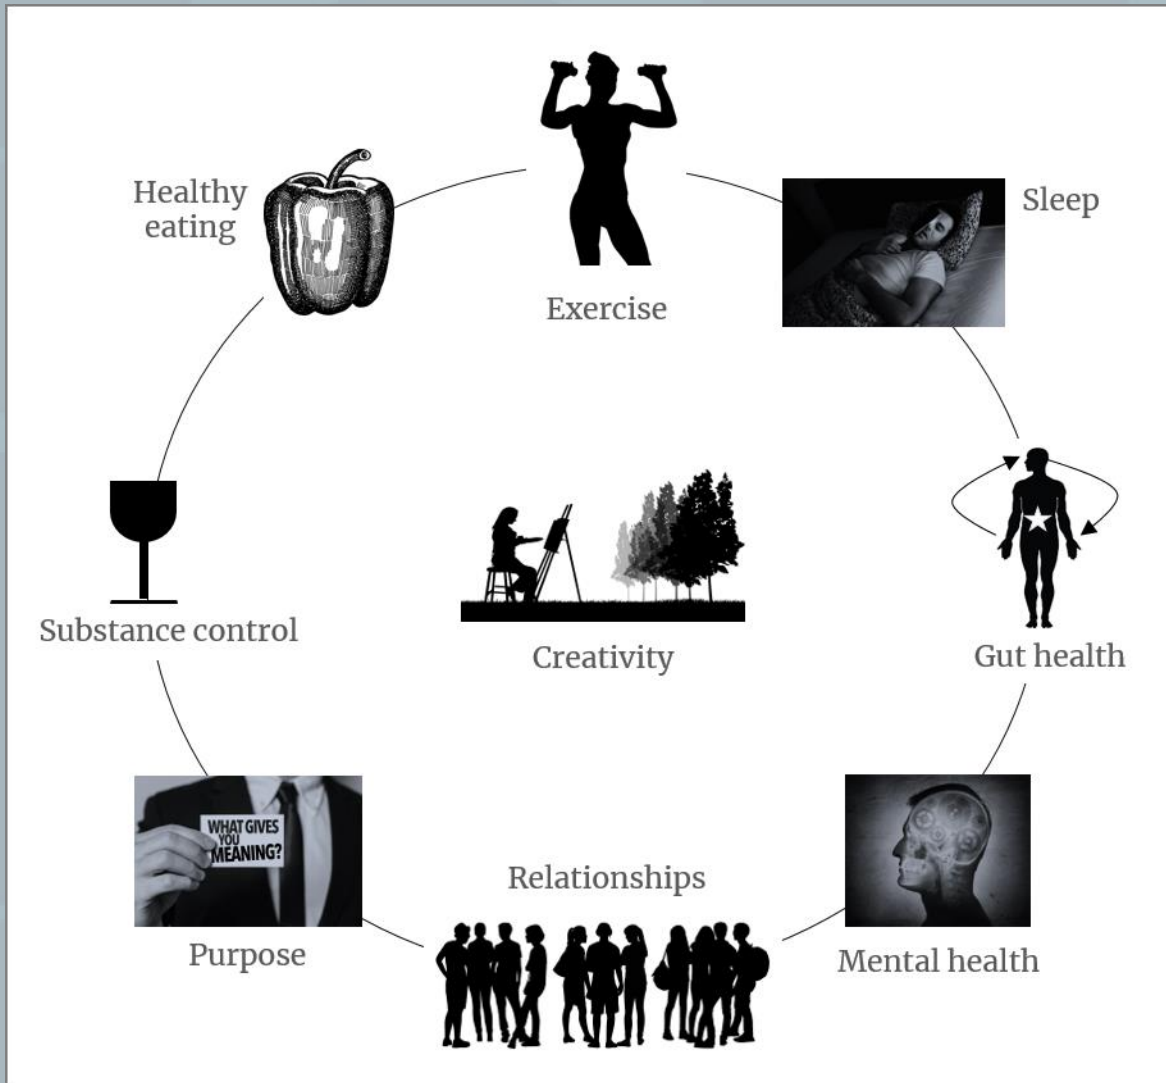 Exercise
Sleep
Gut health
Mental health
Relationships
Purpose
WHAT GIVES
YOU
MEANING?
Substance control
Healthy
eating
Creativity